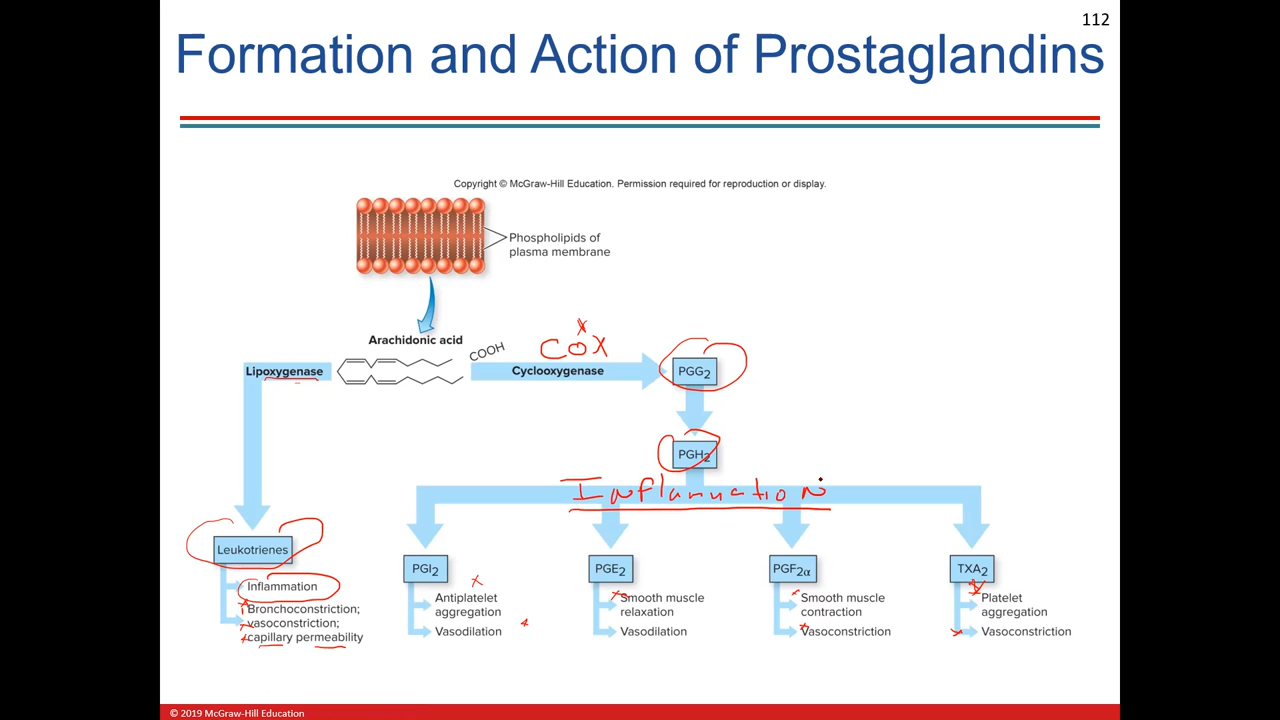 112
Formation and Action of Prostaglandins
Copyright © McGraw-Hill Education. Permission required for reproduction or display.
Phospholipids of
plasma membrane
Arachidonic acid
COOH
COX
Lipoxygenase
Cyclooxygenase
PGG2
PGH2
Inflammation
Leukotrienes
Inflammation
Bronchoconstriction;
vasoconstriction;
capillary permeability
PGI2
Antiplatelet
aggregation
Vasodilation
PGE2
Smooth muscle
relaxation
Vasodilation
PGF2α
Smooth muscle
contraction
Vasoconstriction
TXA2
Platelet
aggregation
Vasoconstriction
© 2019 McGraw-Hill Education